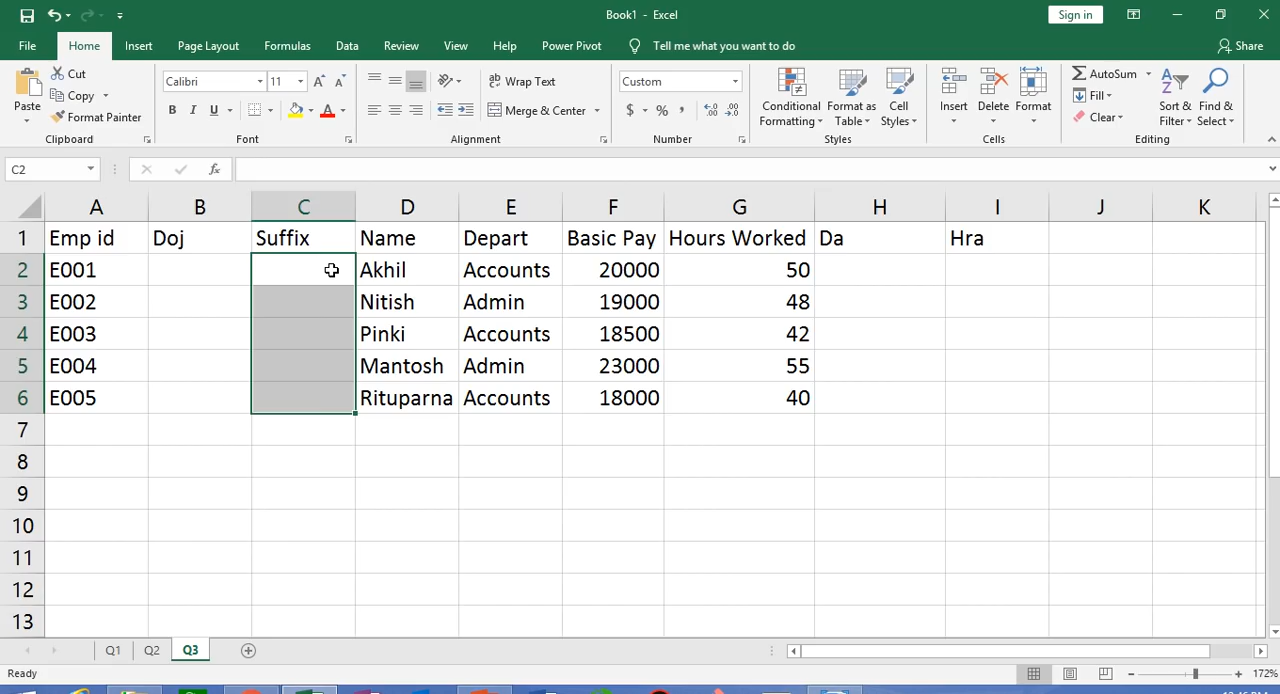 Book1 - Excel
Sign in
File Home Insert Page Layout Formulas Data Review View Help Power Pivot Tell me what you want to do Share
Paste
Cut
Copy
Format Painter
Clipboard
Calibri 11
B I U
Font
Wrap Text
Merge & Center
Alignment
Custom
$ % ,
Number
Conditional Formatting
Format as Table
Cell Styles
Styles
Insert Delete Format
Cells
AutoSum
Fill
Clear
Sort & Filter
Find & Select
Editing
C2 fx
A B C D E F G H I J K
1 Emp id Doj Suffix Name Depart Basic Pay Hours Worked Da Hra
2 E001 Akhil Accounts 20000 50
3 E002 Nitish Admin 19000 48
4 E003 Pinki Accounts 18500 42
5 E004 Mantosh Admin 23000 55
6 E005 Rituparna Accounts 18000 40
7
8
9
10
11
12
13
Q1 Q2 Q3
Ready 172%